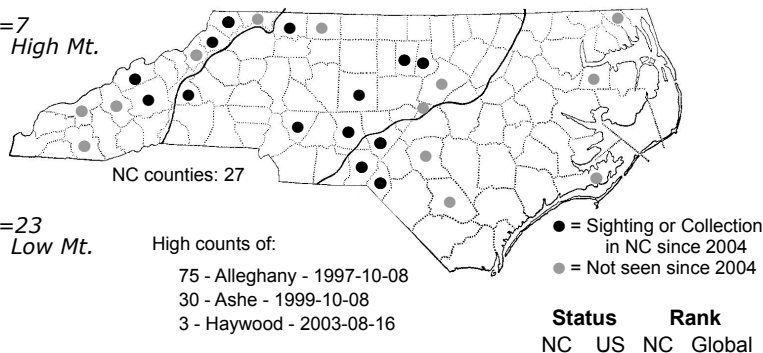 =7
High Mt.
NC counties: 27
=23
Low Mt.
High counts of:
75 - Alleghany - 1997-10-08
30 - Ashe - 1999-10-08
3 - Haywood - 2003-08-16
= Sighting or Collection
in NC since 2004
= Not seen since 2004
Status Rank
NC US NC Global